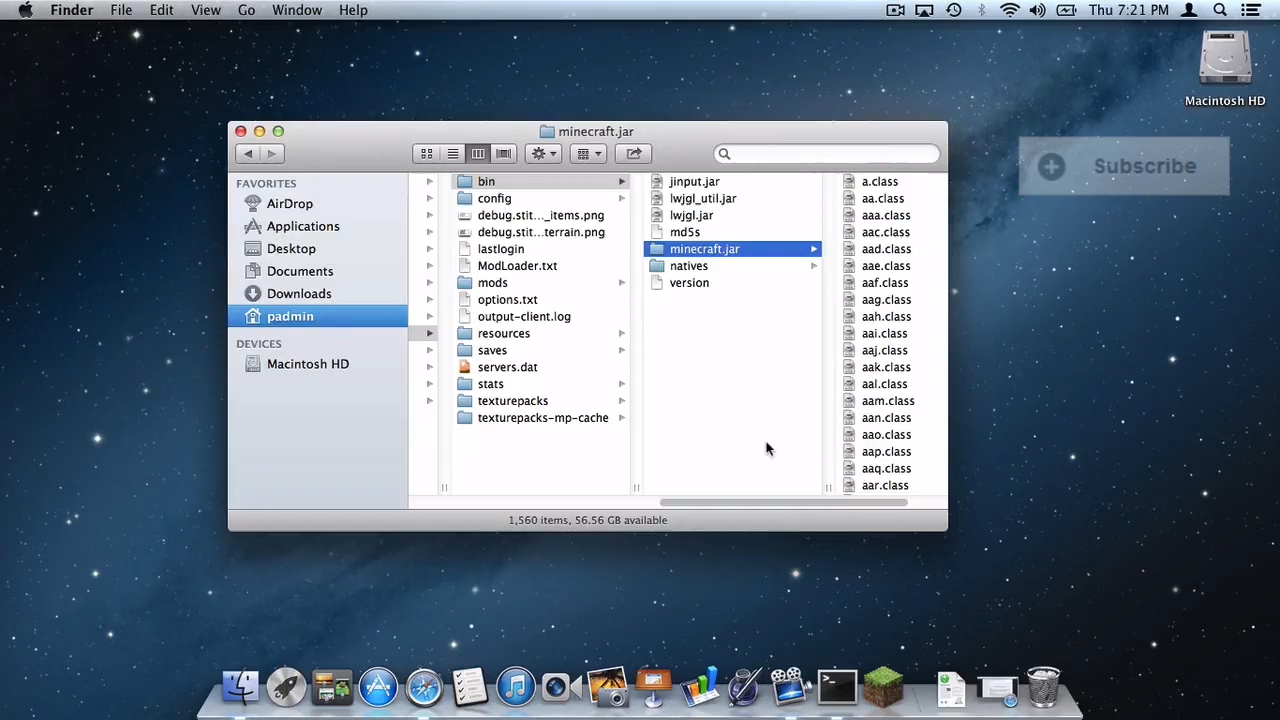 Finder File Edit View Go Window Help Thu 7:21 PM
Macintosh HD
minecraft.jar
Subscribe
FAVORITES
AirDrop
Applications
Desktop
Documents
Downloads
padmin
DEVICES
Macintosh HD
bin
config
debug.stit..._items.png
debug.stit...terrain.png
lastlogin
ModLoader.txt
mods
options.txt
output-client.log
resources
saves
servers.dat
stats
texturepacks
texturepacks-mp-cache
jinput.jar
lwjgl_util.jar
lwjgl.jar
md5s
minecraft.jar
natives
version
a.class
aa.class
aaa.class
aac.class
aad.class
aae.class
aaf.class
aag.class
aah.class
aai.class
aaj.class
aak.class
aal.class
aam.class
aan.class
aao.class
aap.class
aaq.class
aar.class
1,560 items, 56.56 GB available